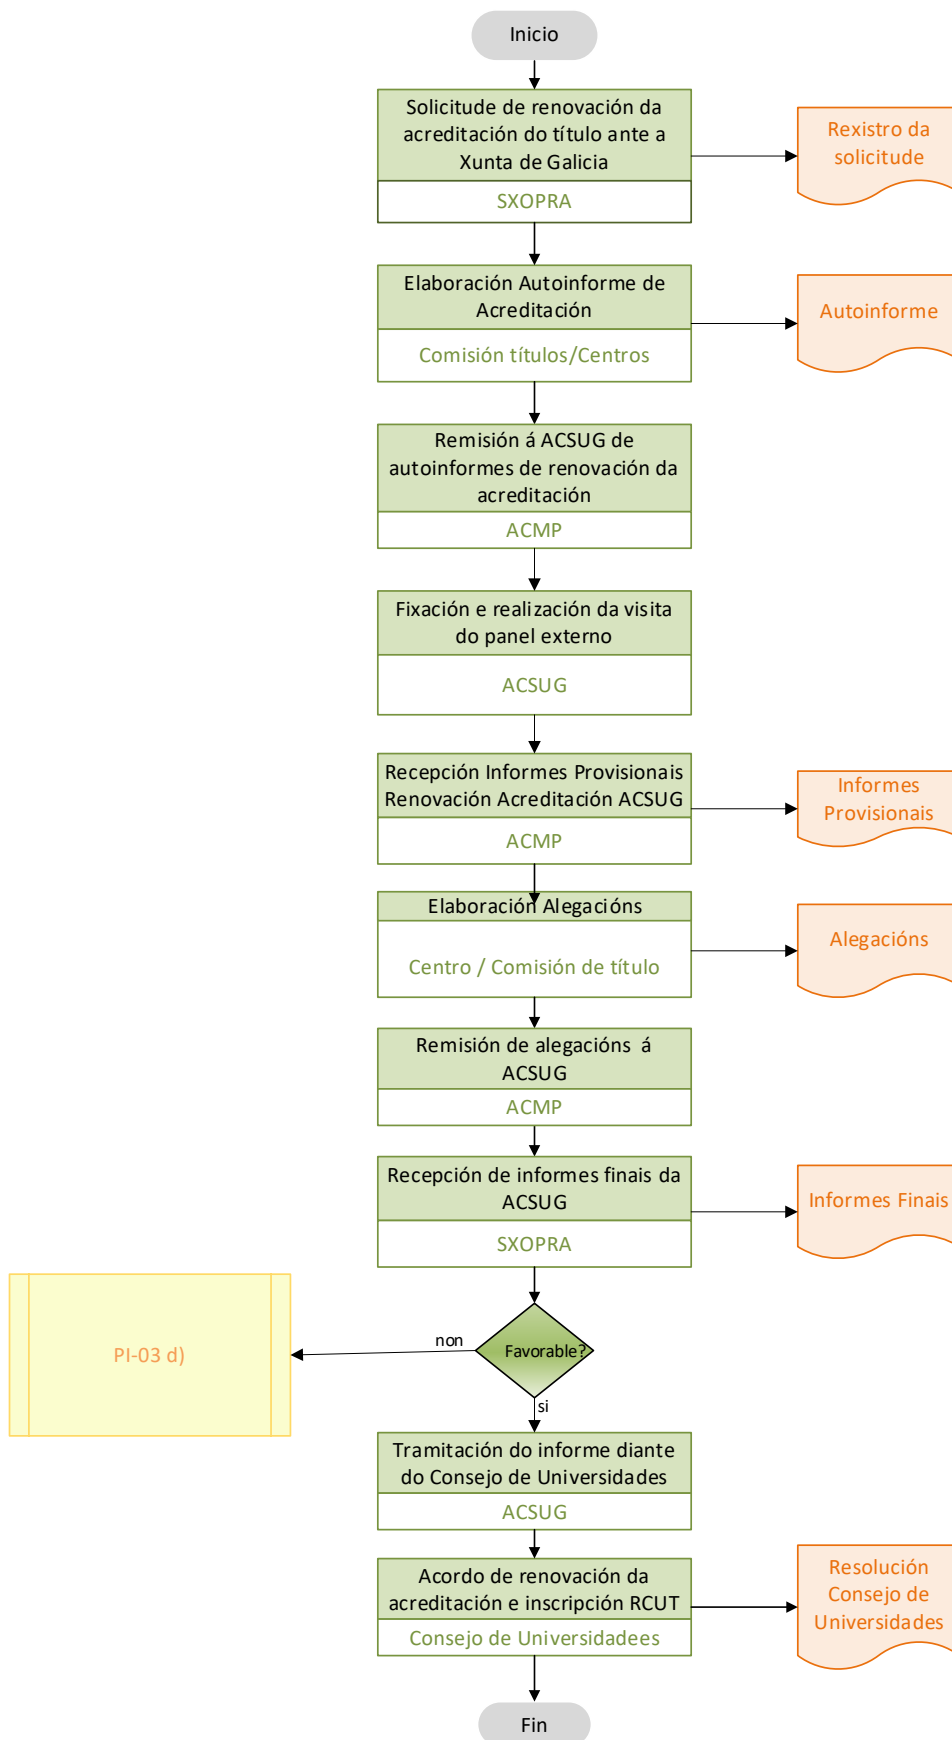 Inicio
Solicitude de renovación da
acreditación do título ante a
Xunta de Galicia
SXOPRA
Rexistro da
solicitude
Elaboración Autoinforme de
Acreditación
Comisión títulos/Centros
Autoinforme
Remisión á ACSUG de
autoinformes de renovación da
acreditación
ACMP
Fixación e realización da visita
do panel externo
ACSUG
Recepción Informes Provisionais
Renovación Acreditación ACSUG
ACMP
Informes
Provisionais
Elaboración Alegacións
Centro / Comisión de título
Alegacións
Remisión de alegacións á
ACSUG
ACMP
Recepción de informes finais da
ACSUG
SXOPRA
Informes Finais
Favorable?
non
PI-03 d)
si
Tramitación do informe diante
do Consejo de Universidades
ACSUG
Acordo de renovación da
acreditación e inscripción RCUT
Consejo de Universidadees
Resolución
Consejo de
Universidades
Fin